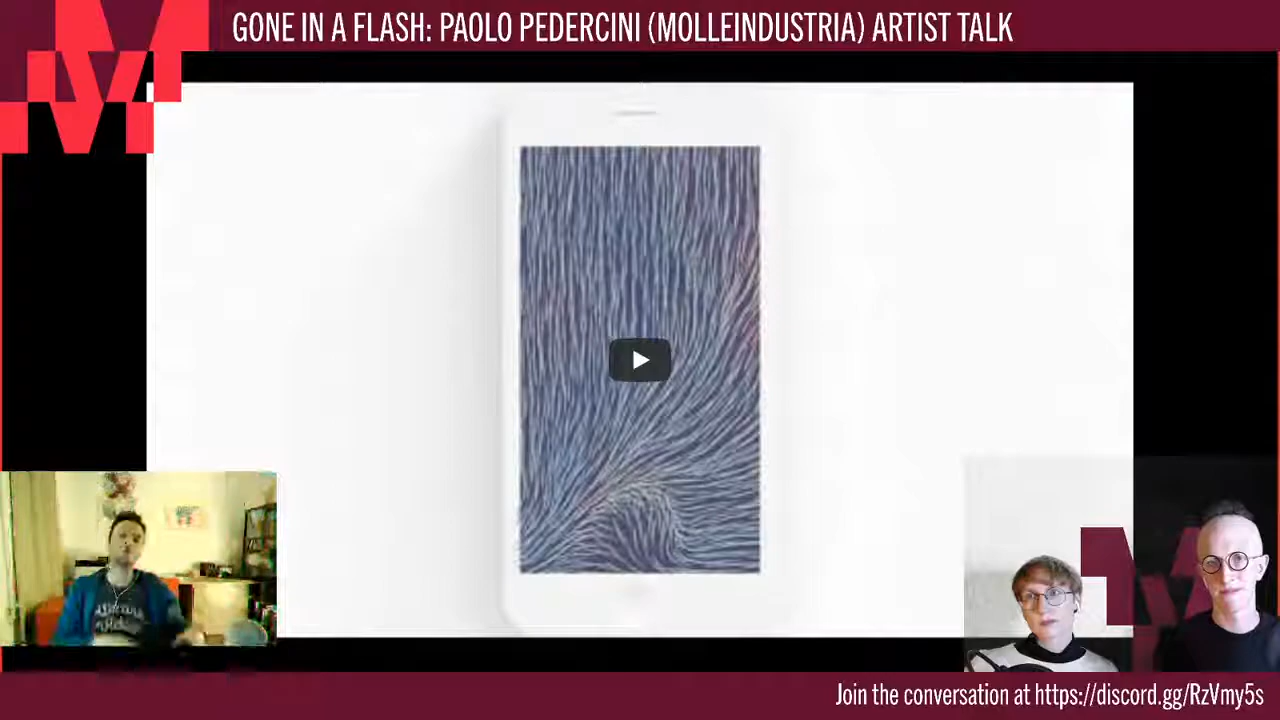 GONE IN A FLASH: PAOLO PEDERCINI (MOLLEINDUSTRIA) ARTIST TALK
Join the conversation at https://discord.gg/RzVmy5s